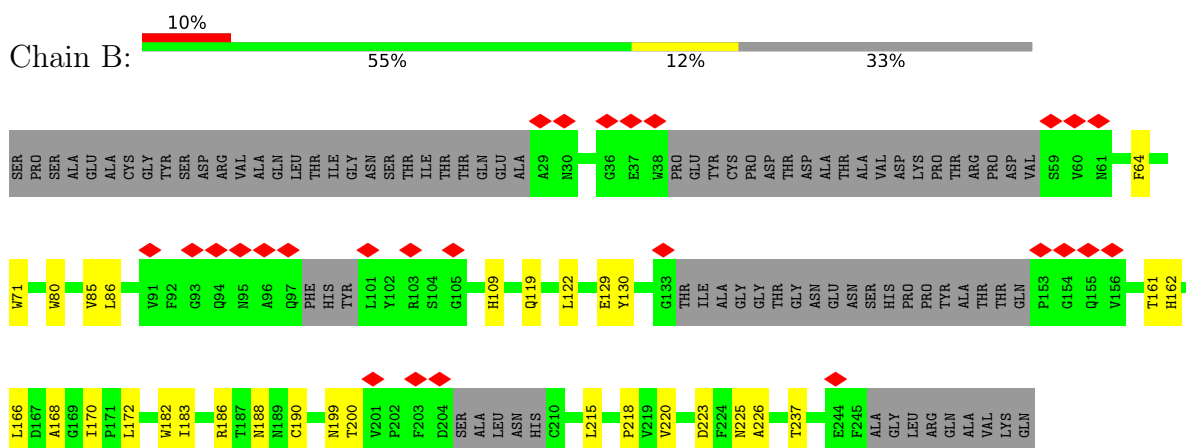 10%
Chain B:
55% 12% 33%
SER PRO SER ALA GLU ALA CYS GLY TYR SER ASP ARG VAL ALA GLN LEU THR ILE GLY ASN SER THR ILE THR THR GLN GLU ALA A29 N30 G36 E37 W38 PRO GLU TYR CYS PRO ASP THR ASP ALA THR ALA VAL ASP LYS PRO THR ARG PRO ASP VAL S59 V60 N61 F64
W71 W80 V85 L86 V91 F92 G93 Q94 N95 A96 Q97 PHE HIS TYR L101 Y102 R103 S104 G105 H109 Q119 L122 E129 Y130 G133 THR ILE ALA GLY GLY THR GLY ASN GLU ASN SER HIS PRO PRO TYR ALA THR THR GLN P153 G154 Q155 V156 T161 H162
L166 D167 A168 G169 I170 P171 L172 W182 I183 R186 T187 N188 N189 C190 N199 T200 V201 P202 F203 D204 SER ALA LEU ASN HIS C210 L215 P218 V219 V220 D223 F224 N225 A226 T237 E244 F245 ALA GLY LEU ARG GLN ALA VAL LYS GLN